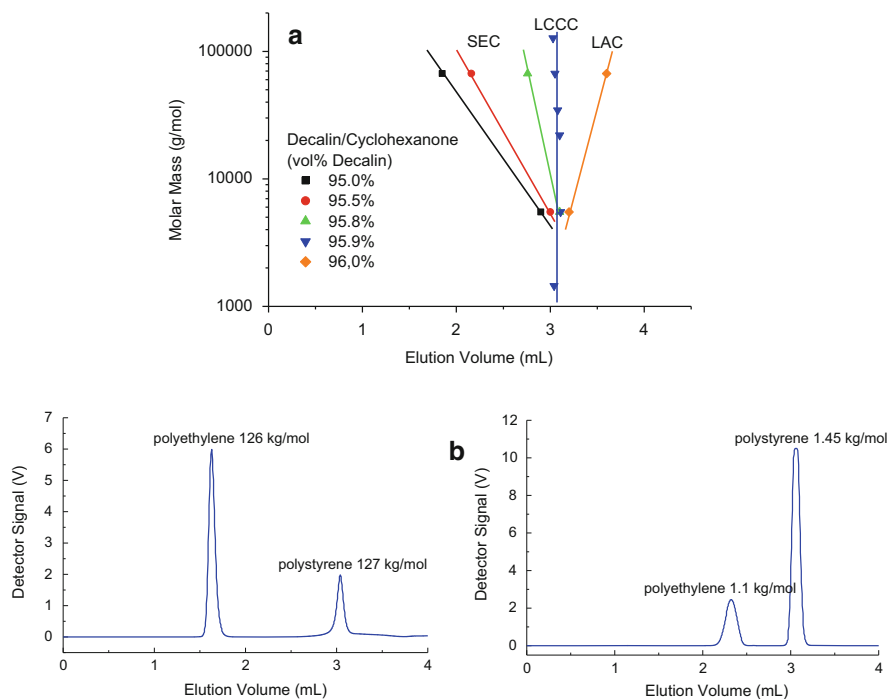 a
SEC
LCCC
LAC
Molar Mass (g/mol)
100000
10000
1000
Decalin/Cyclohexanone
(vol% Decalin)
95.0%
95.5%
95.8%
95.9%
96,0%
0 1 2 3 4
Elution Volume (mL)
b
7
6
5
4
3
2
1
0
Detector Signal (V)
polyethylene 126 kg/mol
polystyrene 127 kg/mol
0 1 2 3 4
Elution Volume (mL)
12
10
8
6
4
2
0
Detector Signal (V)
polystyrene 1.45 kg/mol
polyethylene 1.1 kg/mol
0 1 2 3 4
Elution Volume (mL)